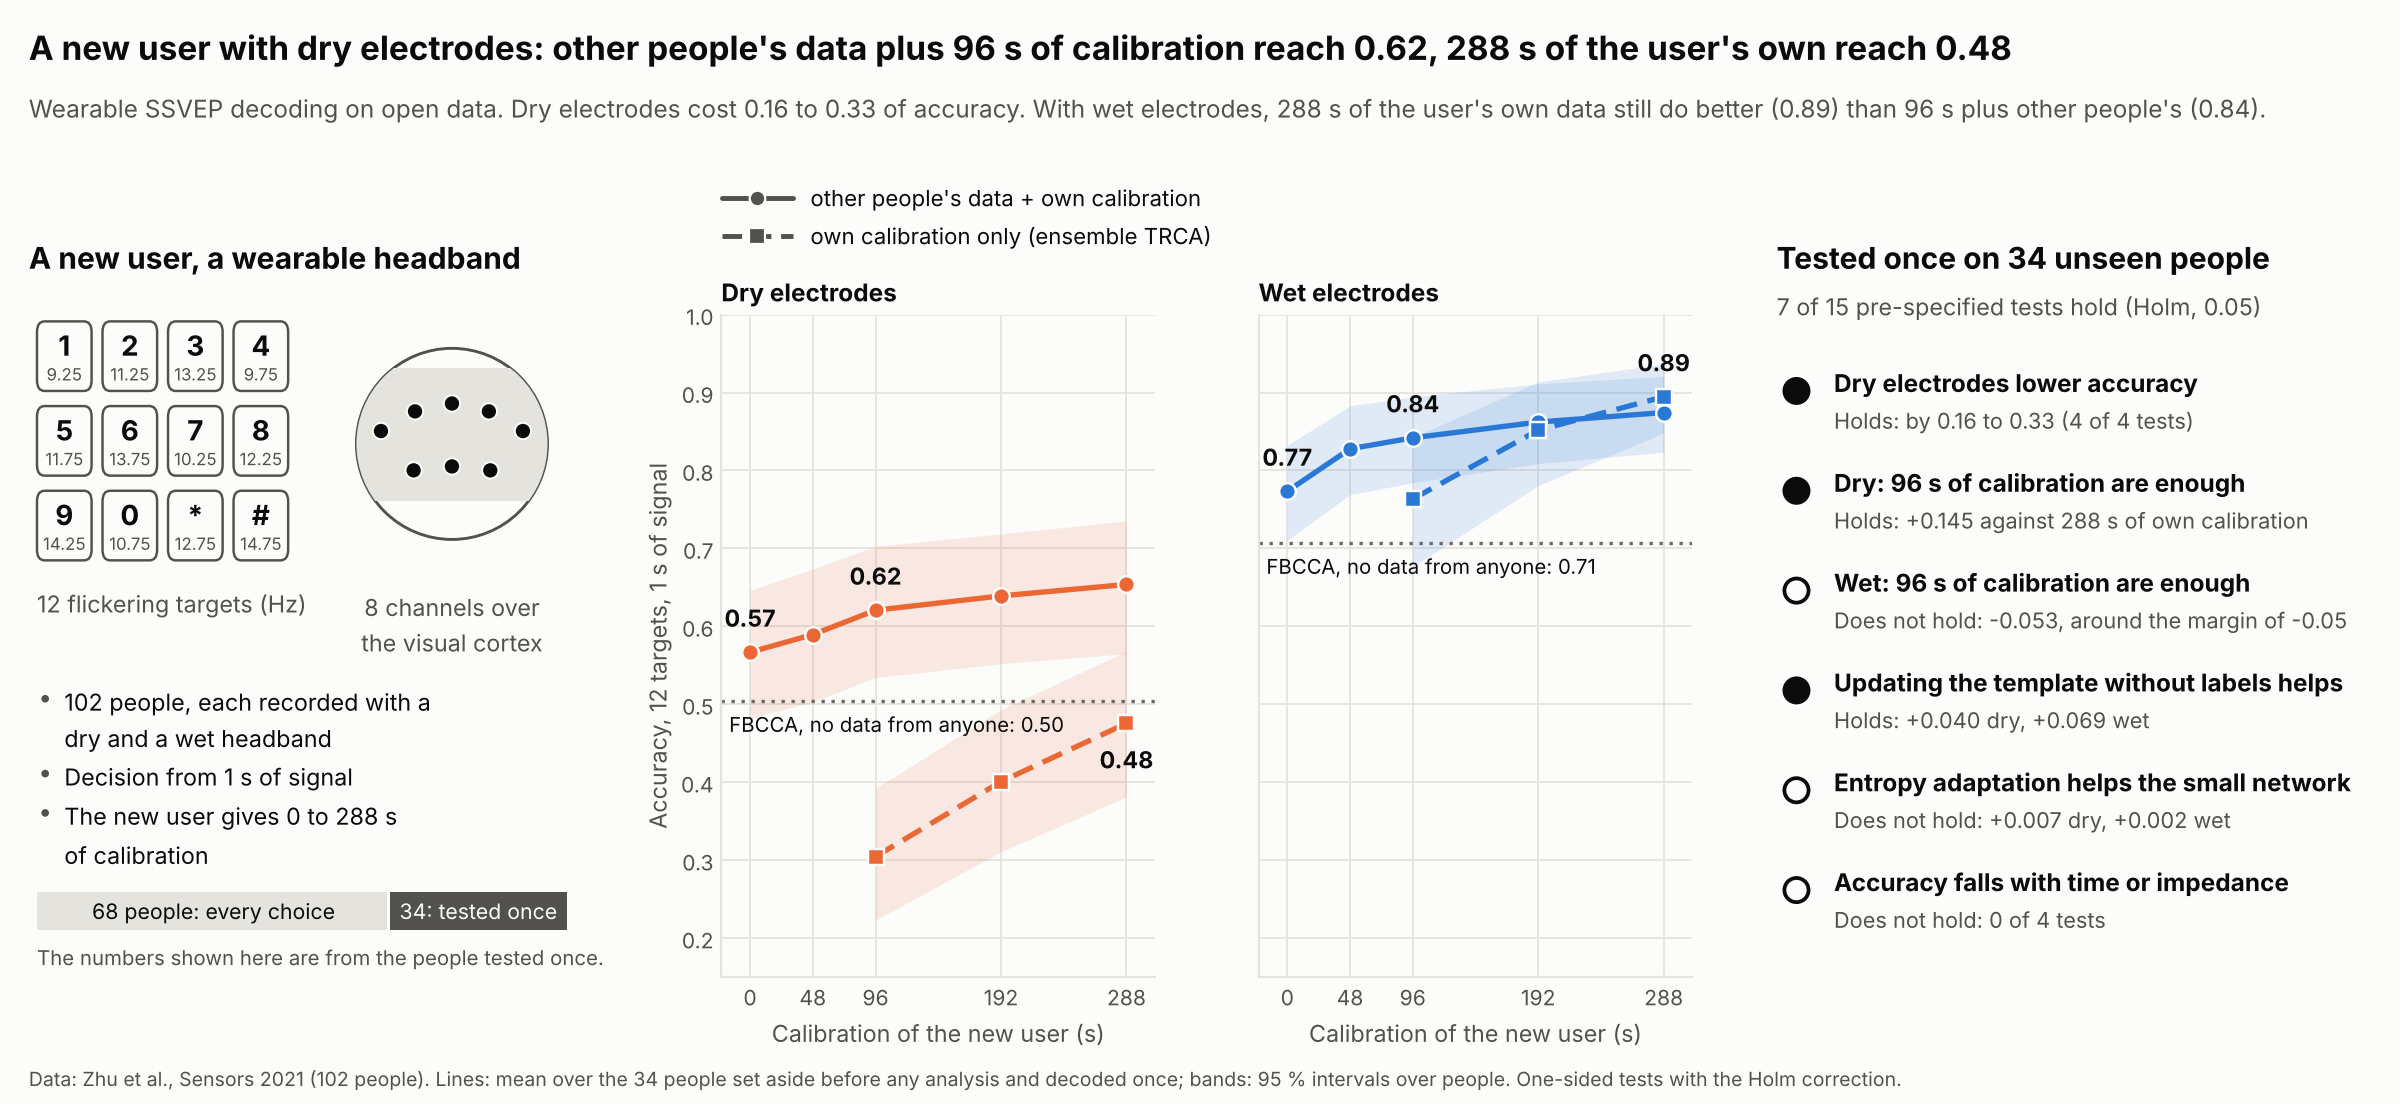 A new user with dry electrodes: other people's data plus 96 s of calibration reach 0.62, 288 s of the user's own reach 0.48
Wearable SSVEP decoding on open data. Dry electrodes cost 0.16 to 0.33 of accuracy. With wet electrodes, 288 s of the user's own data still do better (0.89) than 96 s plus other people's (0.84).
A new user, a wearable headband
1 2 3 4
9.25 11.25 13.25 9.75
5 6 7 8
11.75 13.75 10.25 12.25
9 0 * #
14.25 10.75 12.75 14.75
12 flickering targets (Hz)
8 channels over
the visual cortex
• 102 people, each recorded with a
dry and a wet headband
• Decision from 1 s of signal
• The new user gives 0 to 288 s
of calibration
68 people: every choice
34: tested once
The numbers shown here are from the people tested once.
other people's data + own calibration
own calibration only (ensemble TRCA)
Dry electrodes
Accuracy, 12 targets, 1 s of signal
1.0
0.9
0.8
0.7
0.6
0.5
0.4
0.3
0.2
0.57
0.62
FBCCA, no data from anyone: 0.50
0.48
0 48 96 192 288
Calibration of the new user (s)
Wet electrodes
0.89
0.84
0.77
FBCCA, no data from anyone: 0.71
0 48 96 192 288
Calibration of the new user (s)
Tested once on 34 unseen people
7 of 15 pre-specified tests hold (Holm, 0.05)
Dry electrodes lower accuracy
Holds: by 0.16 to 0.33 (4 of 4 tests)
Dry: 96 s of calibration are enough
Holds: +0.145 against 288 s of own calibration
Wet: 96 s of calibration are enough
Does not hold: -0.053, around the margin of -0.05
Updating the template without labels helps
Holds: +0.040 dry, +0.069 wet
Entropy adaptation helps the small network
Does not hold: +0.007 dry, +0.002 wet
Accuracy falls with time or impedance
Does not hold: 0 of 4 tests
Data: Zhu et al., Sensors 2021 (102 people). Lines: mean over the 34 people set aside before any analysis and decoded once; bands: 95 % intervals over people. One-sided tests with the Holm correction.